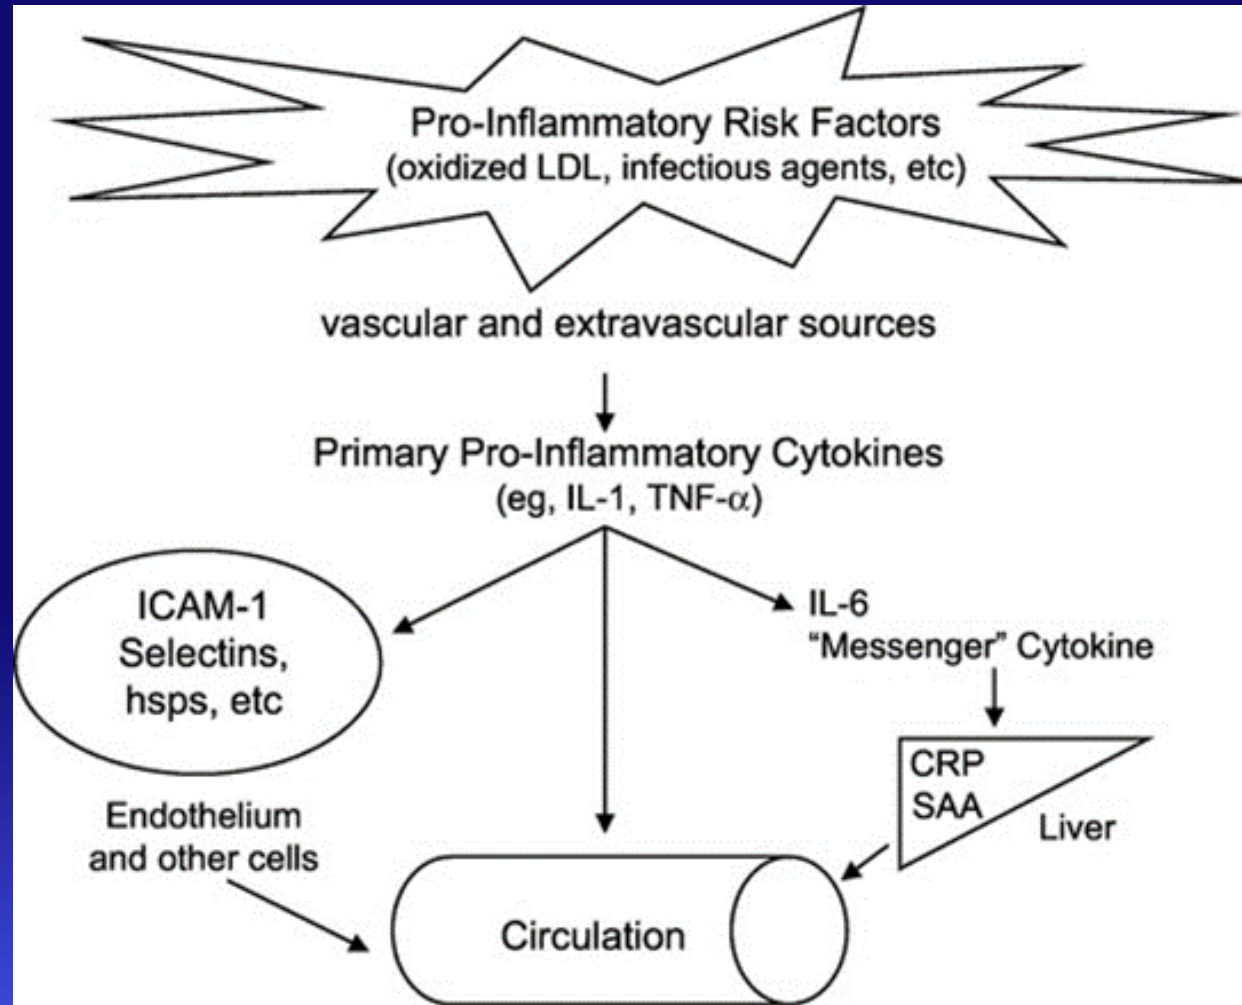 Pro-Inflammatory Risk Factors
(oxidized LDL, infectious agents, etc)
vascular and extravascular sources
Primary Pro-Inflammatory Cytokines
(eg, IL-1, TNF-α)
ICAM-1
Selectins,
hsps, etc
Endothelium
and other cells
IL-6
“Messenger” Cytokine
CRP
SAA
Liver
Circulation